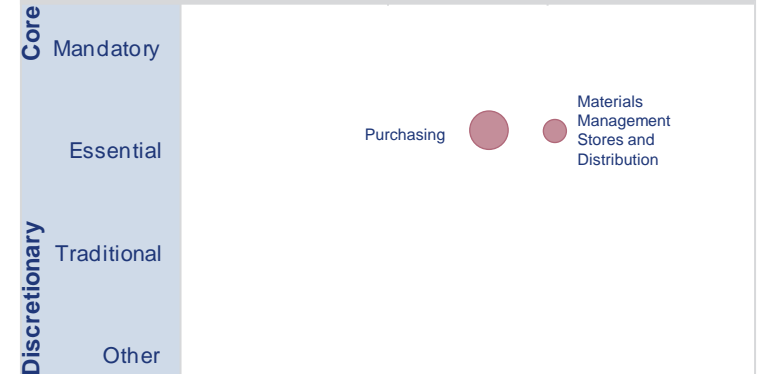 Core
Mandatory
Essential
Discretionary
Traditional
Other
Purchasing
Materials
Management
Stores and
Distribution